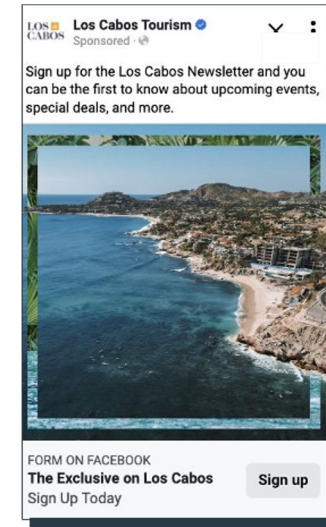 LOS CABOS
Los Cabos Tourism
Sponsored ·
Sign up for the Los Cabos Newsletter and you
can be the first to know about upcoming events,
special deals, and more.
FORM ON FACEBOOK
The Exclusive on Los Cabos
Sign Up Today
Sign up